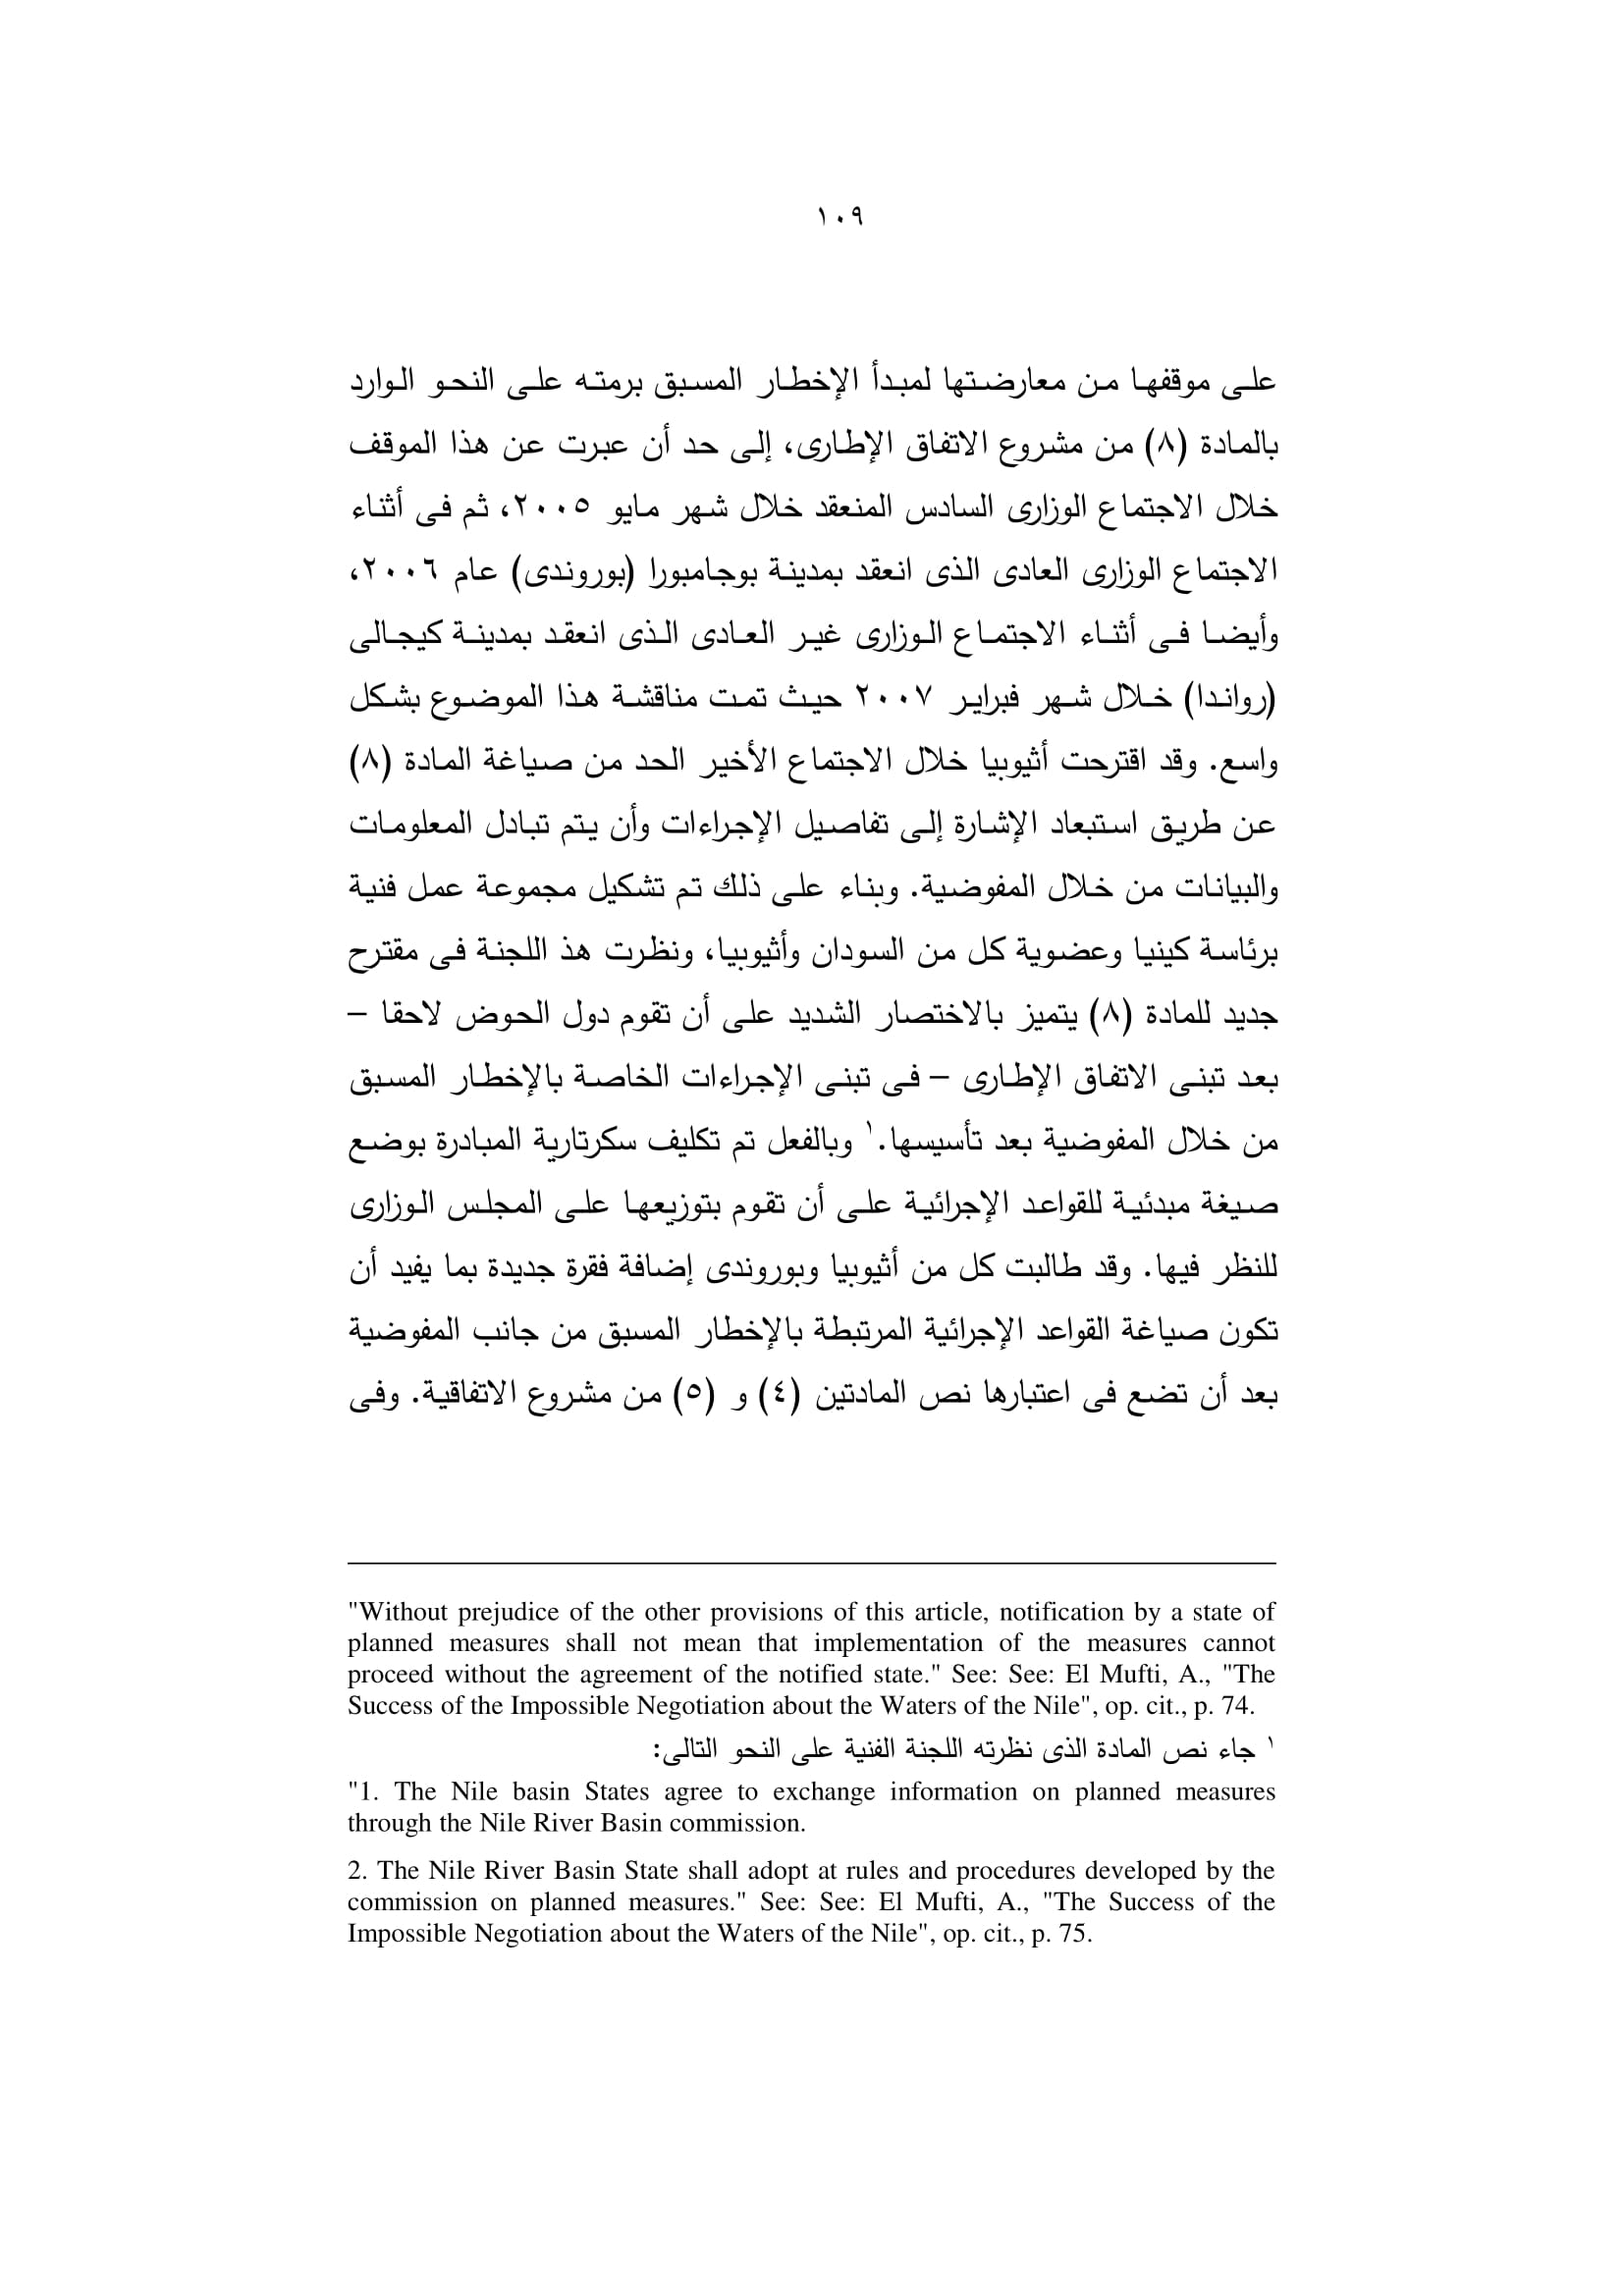 ١٠٩
على موقفها من معارضتها لمبدأ الإخطار المسبق برمته على النحو الوارد
بالمادة (٨) من مشروع الاتفاق الإطارى، إلى حد أن عبرت عن هذا الموقف
خلال الاجتماع الوزارى السادس المنعقد خلال شهر مايو ٢٠٠٥، ثم فى أثناء
الاجتماع الوزارى العادى الذى انعقد بمدينة بوجامبورا (بوروندى) عام ٢٠٠٦،
وأيضا فى أثناء الاجتماع الوزارى غير العادى الذى انعقد بمدينة كيجالى
(رواندا) خلال شهر فبراير ٢٠٠٧ حيث تمت مناقشة هذا الموضوع بشكل
واسع. وقد اقترحت أثيوبيا خلال الاجتماع الأخير الحد من صياغة المادة (٨)
عن طريق استبعاد الإشارة إلى تفاصيل الإجراءات وأن يتم تبادل المعلومات
والبيانات من خلال المفوضية. وبناء على ذلك تم تشكيل مجموعة عمل فنية
برئاسة كينيا وعضوية كل من السودان وأثيوبيا، ونظرت هذ اللجنة فى مقترح
جديد للمادة (٨) يتميز بالاختصار الشديد على أن تقوم دول الحوض لاحقا –
بعد تبنى الاتفاق الإطارى – فى تبنى الإجراءات الخاصة بالإخطار المسبق
من خلال المفوضية بعد تأسيسها.١ وبالفعل تم تكليف سكرتارية المبادرة بوضع
صيغة مبدئية للقواعد الإجرائية على أن تقوم بتوزيعها على المجلس الوزارى
للنظر فيها. وقد طالبت كل من أثيوبيا وبوروندى إضافة فقرة جديدة بما يفيد أن
تكون صياغة القواعد الإجرائية المرتبطة بالإخطار المسبق من جانب المفوضية
بعد أن تضع فى اعتبارها نص المادتين (٤) و (٥) من مشروع الاتفاقية. وفى
"Without prejudice of the other provisions of this article, notification by a state of
planned measures shall not mean that implementation of the measures cannot
proceed without the agreement of the notified state." See: See: El Mufti, A., "The
Success of the Impossible Negotiation about the Waters of the Nile", op. cit., p. 74.
١ جاء نص المادة الذى نظرته اللجنة الفنية على النحو التالى:
"1. The Nile basin States agree to exchange information on planned measures
through the Nile River Basin commission.
2. The Nile River Basin State shall adopt at rules and procedures developed by the
commission on planned measures." See: See: El Mufti, A., "The Success of the
Impossible Negotiation about the Waters of the Nile", op. cit., p. 75.